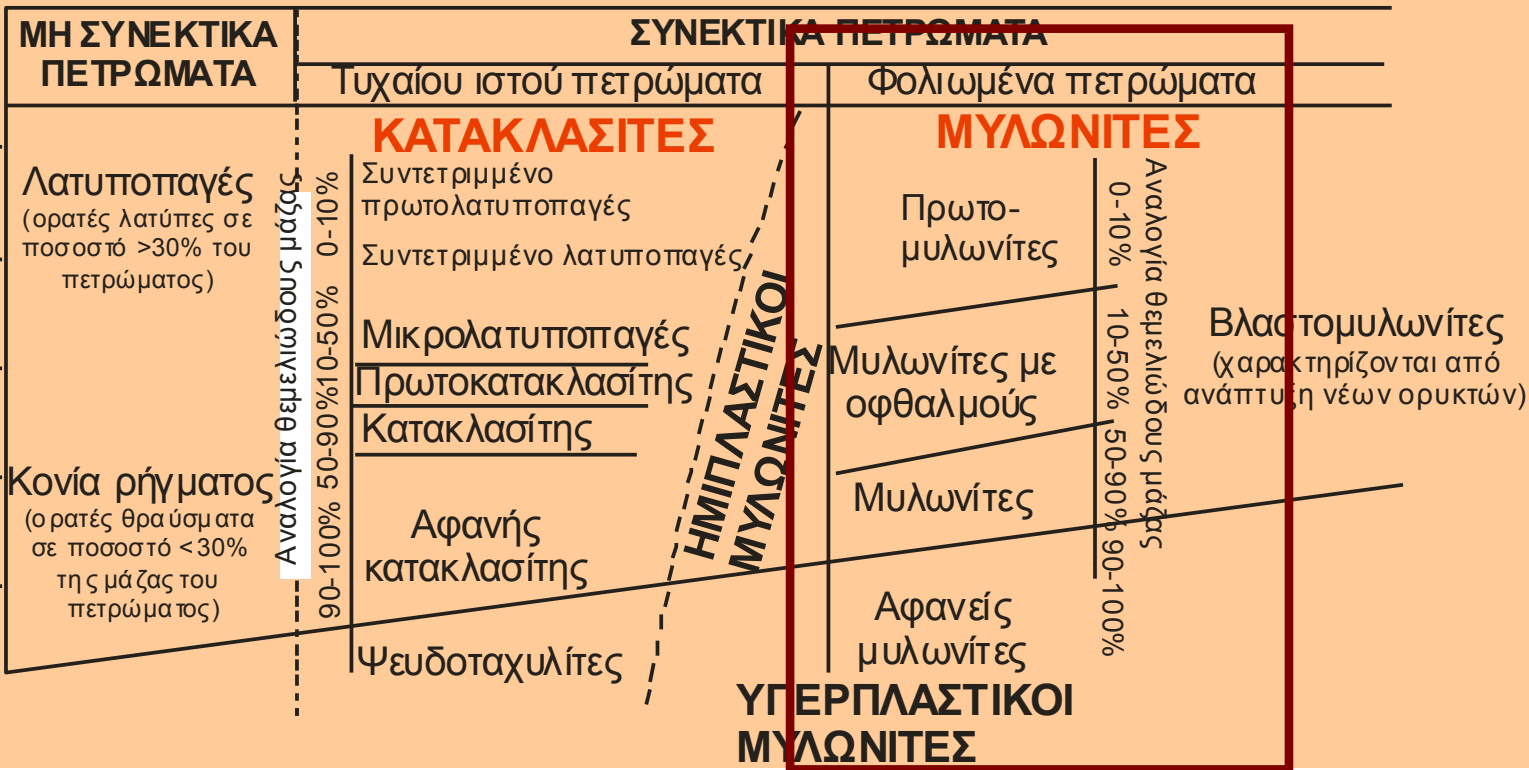 ΜΗ ΣΥΝΕΚΤΙΚΑ
ΠΕΤΡΩΜΑΤΑ
ΣΥΝΕΚΤΙΚΑ ΠΕΤΡΩΜΑΤΑ
Τυχαίου ιστού πετρώματα
Φολιωμένα πετρώματα
Λατυποπαγές
(ορατές λατύπες σε
ποσοστό >30% του
πετρώματος)
Κονία ρήγματος
(ορατές θραύσματα
σε ποσοστό <30%
της μάζας του
πετρώματος)
Αναλογία θεμελιώδους μάζας
0-10%
10-50%
50-90%
90-100%
ΚΑΤΑΚΛΑΣΙΤΕΣ
Συντετριμμένο
πρωτολατυποπαγές
Συντετριμμένο λατυποπαγές
Μικρολατυποπαγές
Πρωτοκατακλασίτης
Κατακλασίτης
Αφανής
κατακλασίτης
Ψευδοταχυλίτες
ΗΜΙΠΛΑΣΤΙΚΟΙ
ΜΥΛΩΝΙΤΕΣ
ΜΥΛΩΝΙΤΕΣ
Πρωτο-
μυλωνίτες
Μυλωνίτες με
οφθαλμούς
Μυλωνίτες
Αφανείς
μυλωνίτες
0-10%
10-50%
50-90%
90-100%
Αναλογία θεμελιώδους μάζας
Βλαστομυλωνίτες
(χαρακτηρίζονται από
ανάπτυξη νέων ορυκτών)
ΥΠΕΡΠΛΑΣΤΙΚΟΙ
ΜΥΛΩΝΙΤΕΣ